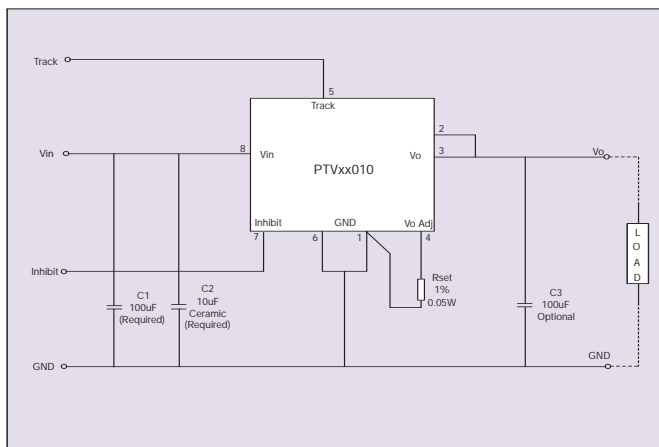 Track
5
Track
2
Vin
8
Vin
Vo
3
Vo
PTVxx010
Inhibit
GND
Vo Adj
7
6
1
4
LOAD
Inhibit
Rset
1%
0.05W
C1
100uF
(Required)
C2
10uF
Ceramic
(Required)
C3
100uF
Optional
GND
GND